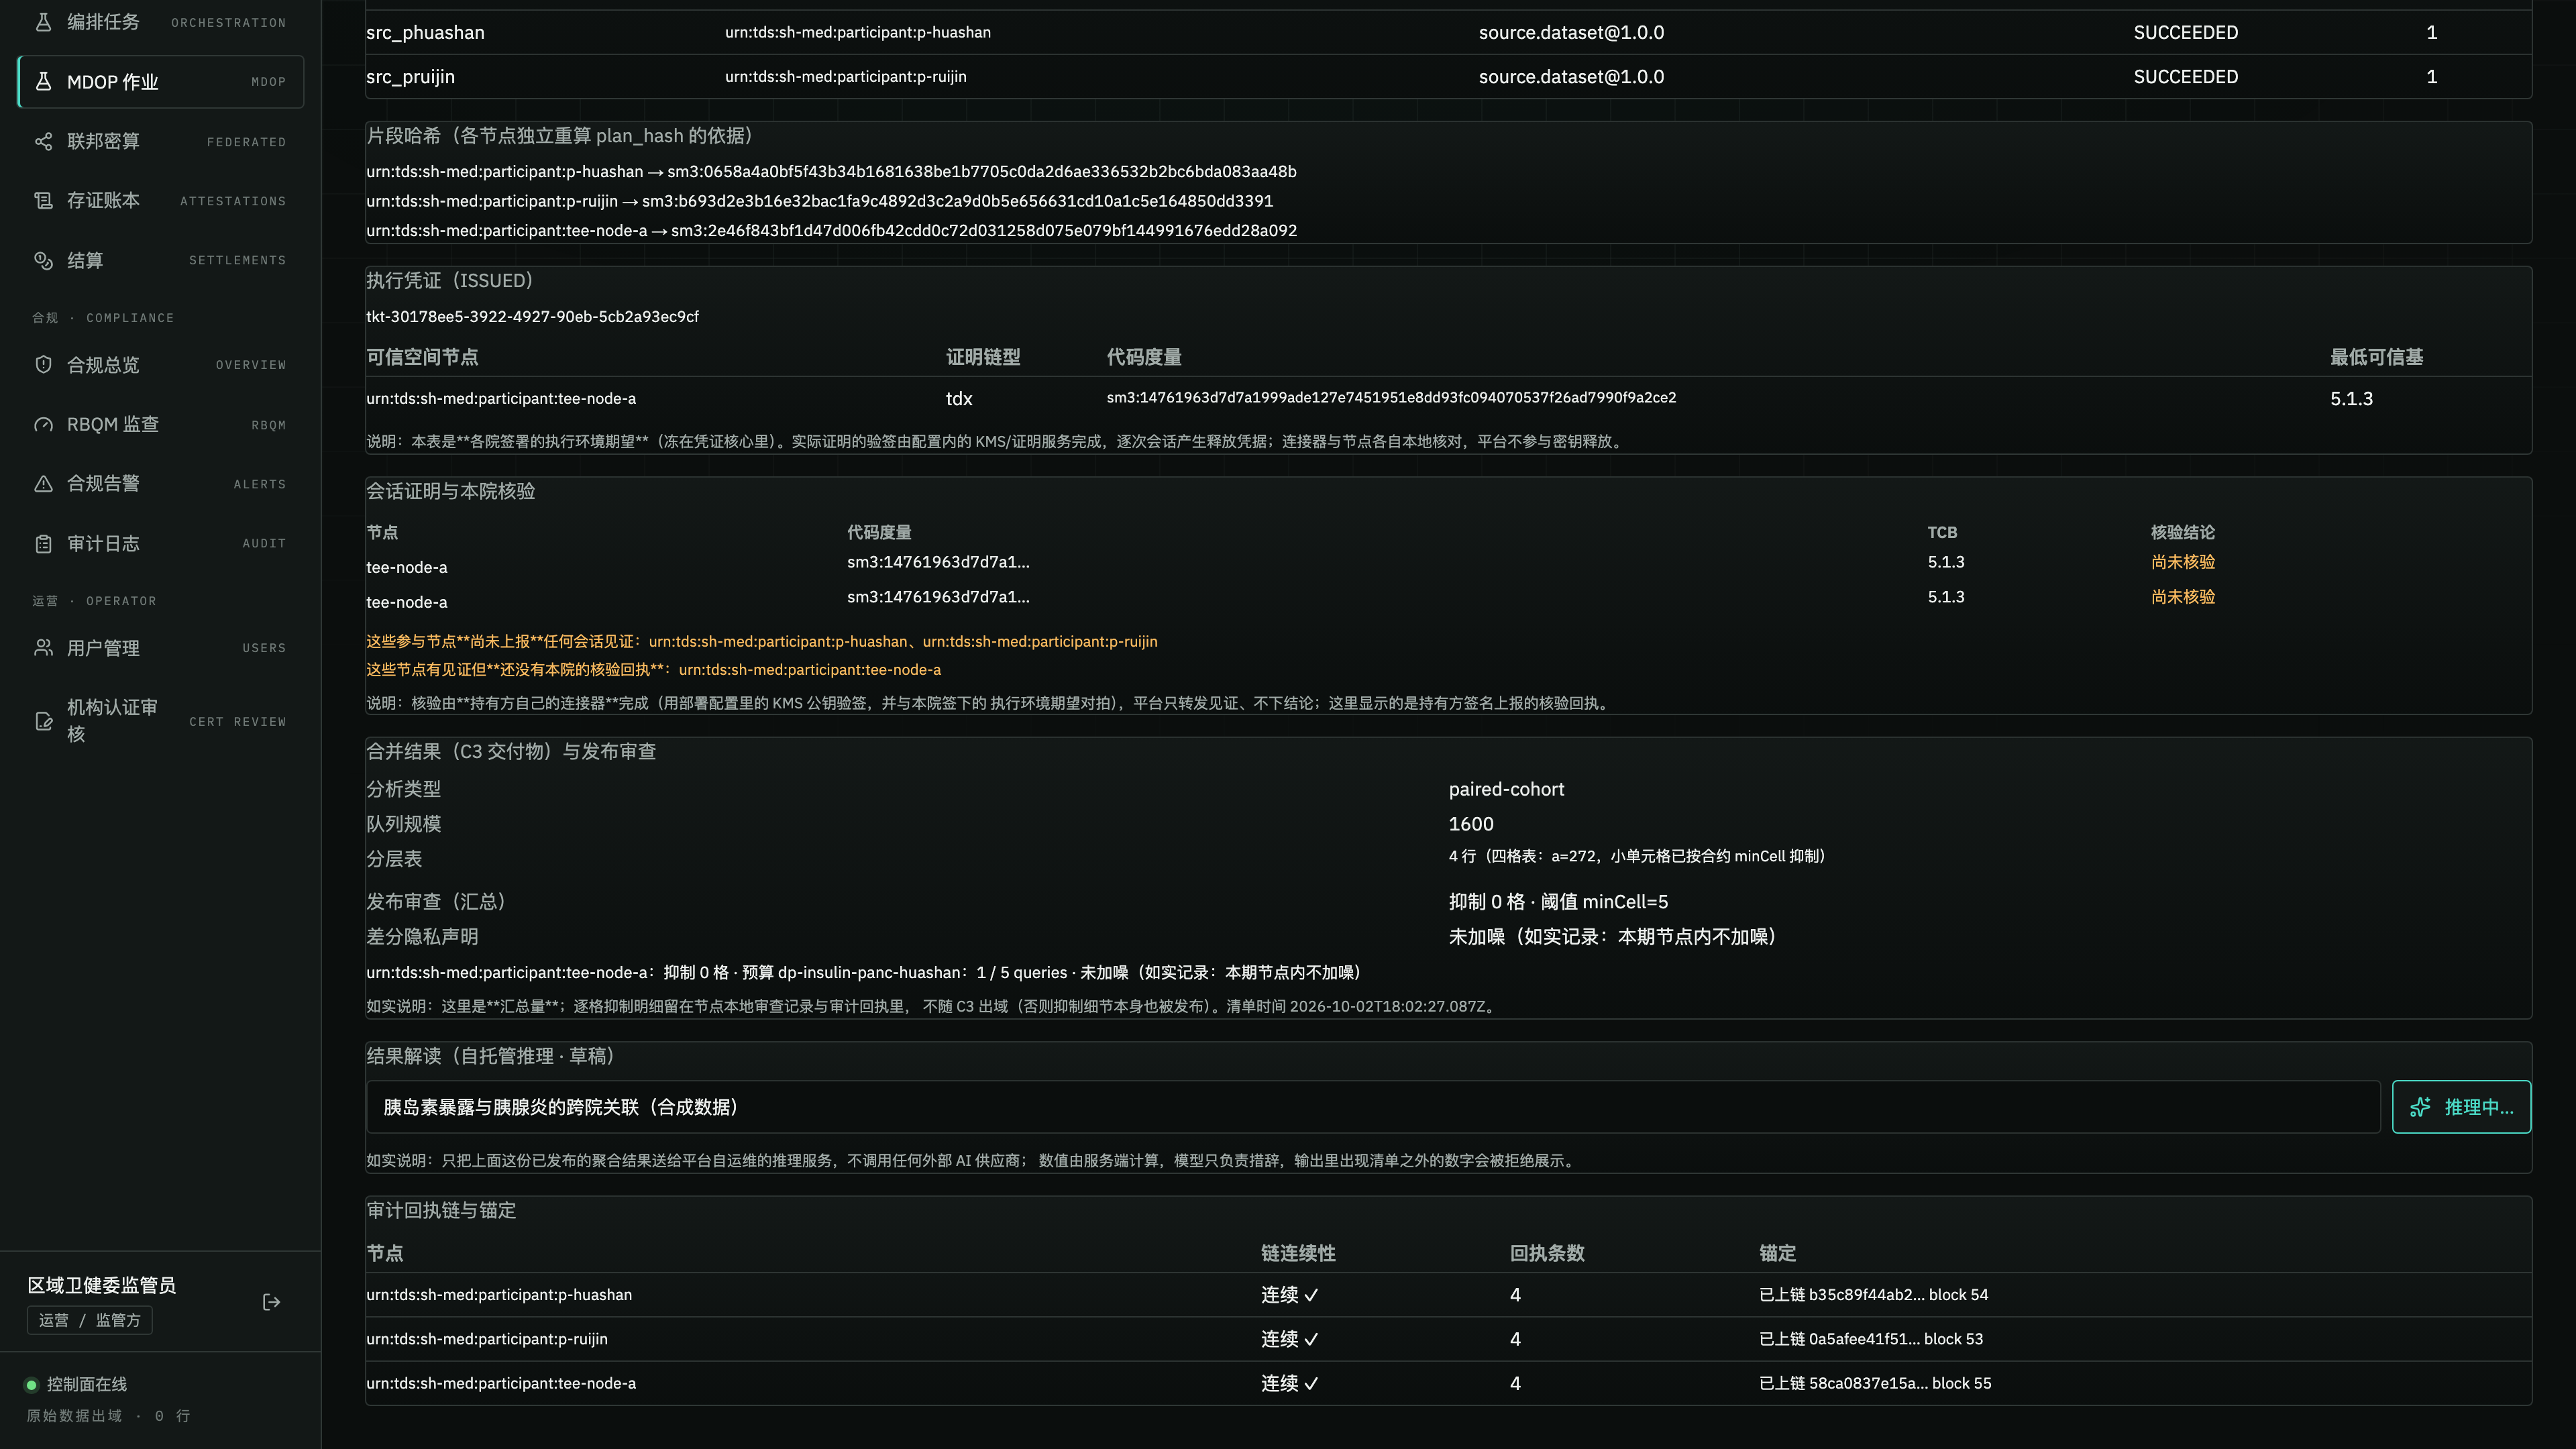 编排任务 ORCHESTRATION
MDOP 作业 MDOP
联邦密算 FEDERATED
存证账本 ATTESTATIONS
结算 SETTLEMENTS
合规 · COMPLIANCE
合规总览 OVERVIEW
RBQM 监查 RBQM
合规告警 ALERTS
审计日志 AUDIT
运营 · OPERATOR
用户管理 USERS
机构认证审核 CERT REVIEW
区域卫健委监管员
运营 / 监管方
控制面在线
原始数据出域 · 0 行
src_phuashan urn:tds:sh-med:participant:p-huashan source.dataset@1.0.0 SUCCEEDED 1
src_pruijin urn:tds:sh-med:participant:p-ruijin source.dataset@1.0.0 SUCCEEDED 1
片段哈希（各节点独立重算 plan_hash 的依据）
urn:tds:sh-med:participant:p-huashan → sm3:0658a4a0bf5f43b34b1681638be1b7705c0da2d6ae336532b2bc6bda083aa48b
urn:tds:sh-med:participant:p-ruijin → sm3:b693d2e3b16e32bac1fa9c4892d3c2a9d0b5e656631cd10a1c5e164850dd3391
urn:tds:sh-med:participant:tee-node-a → sm3:2e46f843bf1d47d006fb42cdd0c72d031258d075e079bf144991676edd28a092
执行凭证（ISSUED）
tkt-30178ee5-3922-4927-90eb-5cb2a93ec9cf
可信空间节点 证明链型 代码度量 最低可信基
urn:tds:sh-med:participant:tee-node-a tdx sm3:14761963d7d7a1999ade127e7451951e8dd93fc094070537f26ad7990f9a2ce2 5.1.3
说明：本表是**各院签署的执行环境期望**（冻在凭证核心里）。实际证明的验签由配置内的 KMS/证明服务完成，逐次会话产生释放凭据；连接器与节点各自本地核对，平台不参与密钥释放。
会话证明与本院核验
节点 代码度量 TCB 核验结论
tee-node-a sm3:14761963d7d7a1... 5.1.3 尚未核验
tee-node-a sm3:14761963d7d7a1... 5.1.3 尚未核验
这些参与节点**尚未上报**任何会话见证：urn:tds:sh-med:participant:p-huashan、urn:tds:sh-med:participant:p-ruijin
这些节点有见证但**还没有本院的核验回执**：urn:tds:sh-med:participant:tee-node-a
说明：核验由**持有方自己的连接器**完成（用部署配置里的 KMS 公钥验签，并与本院签下的 执行环境期望对拍），平台只转发见证、不下结论；这里显示的是持有方签名上报的核验回执。
合并结果（C3 交付物）与发布审查
分析类型 paired-cohort
队列规模 1600
分层表 4 行（四格表：a=272，小单元格已按合约 minCell 抑制）
发布审查（汇总） 抑制 0 格 · 阈值 minCell=5
差分隐私声明 未加噪（如实记录：本期节点内不加噪）
urn:tds:sh-med:participant:tee-node-a：抑制 0 格 · 预算 dp-insulin-panc-huashan：1 / 5 queries · 未加噪（如实记录：本期节点内不加噪）
如实说明：这里是**汇总量**；逐格抑制明细留在节点本地审查记录与审计回执里， 不随 C3 出域（否则抑制细节本身也被发布）。清单时间 2026-10-02T18:02:27.087Z。
结果解读（自托管推理 · 草稿）
胰岛素暴露与胰腺炎的跨院关联（合成数据） 推理中...
如实说明：只把上面这份已发布的聚合结果送给平台自运维的推理服务，不调用任何外部 AI 供应商； 数值由服务端计算，模型只负责措辞，输出里出现清单之外的数字会被拒绝展示。
审计回执链与锚定
节点 链连续性 回执条数 锚定
urn:tds:sh-med:participant:p-huashan 连续 ✓ 4 已上链 b35c89f44ab2... block 54
urn:tds:sh-med:participant:p-ruijin 连续 ✓ 4 已上链 0a5afee41f51... block 53
urn:tds:sh-med:participant:tee-node-a 连续 ✓ 4 已上链 58ca0837e15a... block 55